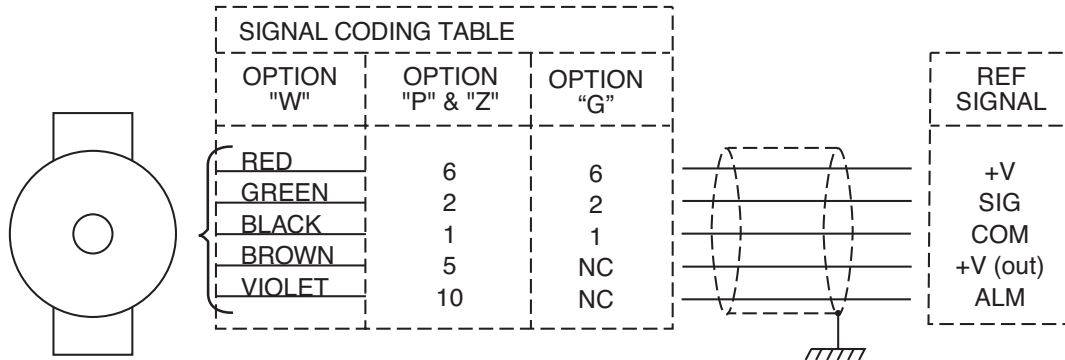 SIGNAL CODING TABLE
OPTION "W" OPTION "P" & "Z" OPTION “G” REF SIGNAL
RED 6 6 +V
GREEN 2 2 SIG
BLACK 1 1 COM
BROWN 5 NC +V (out)
VIOLET 10 NC ALM